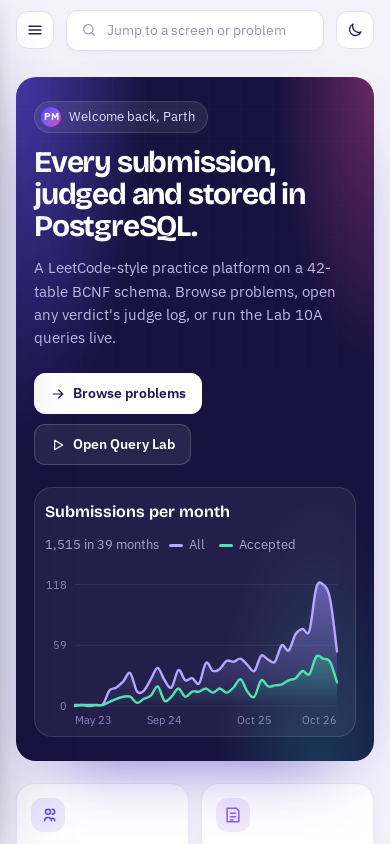 Jump to a screen or problem
PM Welcome back, Parth
Every submission,
judged and stored in
PostgreSQL.
A LeetCode-style practice platform on a 42-
table BCNF schema. Browse problems, open
any verdict's judge log, or run the Lab 10A
queries live.
Browse problems
Open Query Lab
Submissions per month
1,515 in 39 months All Accepted
118
59
0
May 23 Sep 24 Oct 25 Oct 26